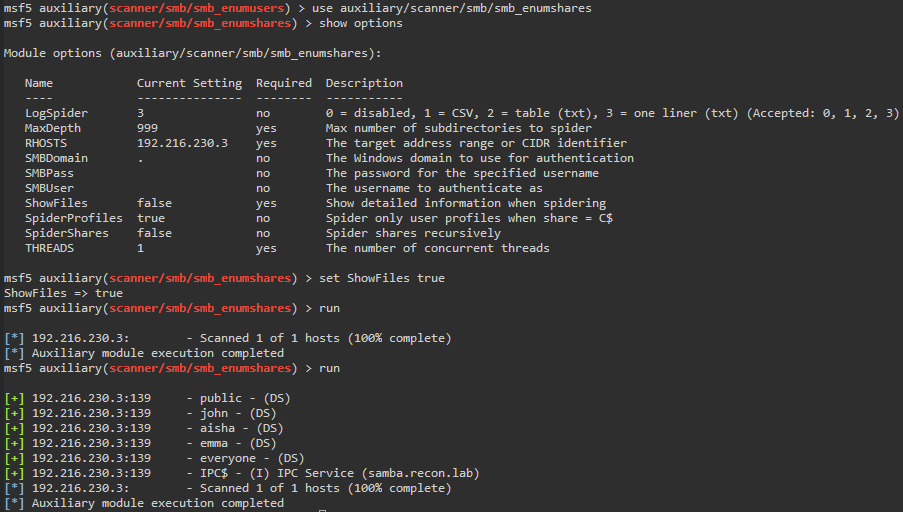 msf5 auxiliary(scanner/smb/smb_enumusers) > use auxiliary/scanner/smb/smb_enumshares
msf5 auxiliary(scanner/smb/smb_enumshares) > show options
Module options (auxiliary/scanner/smb/smb_enumshares):
Name Current Setting Required Description
---- --------------- -------- -----------
LogSpider 3 no 0 = disabled, 1 = CSV, 2 = table (txt), 3 = one liner (txt) (Accepted: 0, 1, 2, 3)
MaxDepth 999 yes Max number of subdirectories to spider
RHOSTS 192.216.230.3 yes The target address range or CIDR identifier
SMBDomain . no The Windows domain to use for authentication
SMBPass no The password for the specified username
SMBUser no The username to authenticate as
ShowFiles false yes Show detailed information when spidering
SpiderProfiles true no Spider only user profiles when share = C$
SpiderShares false no Spider shares recursively
THREADS 1 yes The number of concurrent threads
msf5 auxiliary(scanner/smb/smb_enumshares) > set ShowFiles true
ShowFiles => true
msf5 auxiliary(scanner/smb/smb_enumshares) > run
[*] 192.216.230.3: - Scanned 1 of 1 hosts (100% complete)
[*] Auxiliary module execution completed
msf5 auxiliary(scanner/smb/smb_enumshares) > run
[+] 192.216.230.3:139 - public - (DS)
[+] 192.216.230.3:139 - john - (DS)
[+] 192.216.230.3:139 - aisha - (DS)
[+] 192.216.230.3:139 - emma - (DS)
[+] 192.216.230.3:139 - everyone - (DS)
[+] 192.216.230.3:139 - IPC$ - (I) IPC Service (samba.recon.lab)
[*] 192.216.230.3: - Scanned 1 of 1 hosts (100% complete)
[*] Auxiliary module execution completed